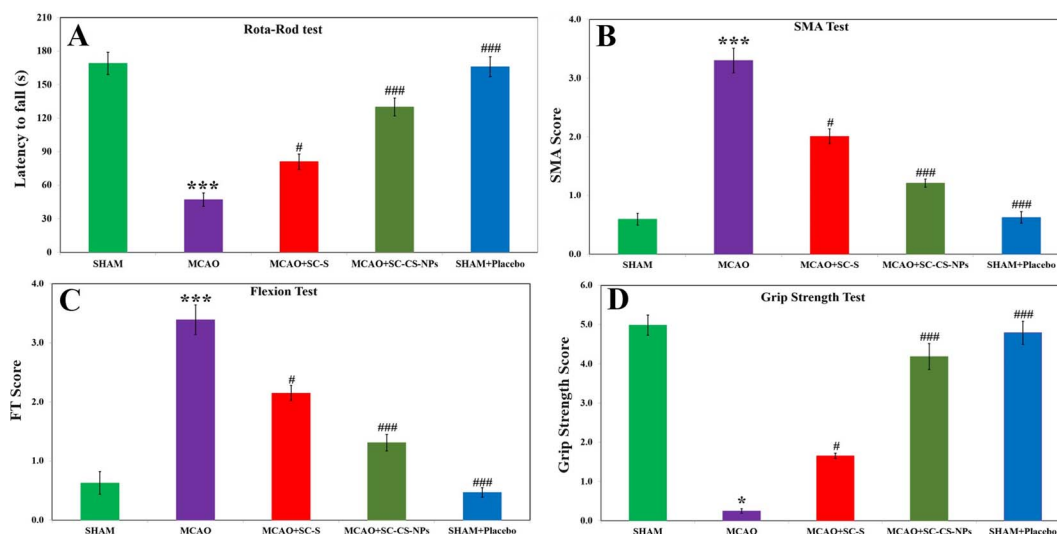 A
Rota-Rod test
Latency to fall (s)
210
180
150
120
90
60
30
0
***
#
###
###
SHAM
MCAO
MCAO+SC-S
MCAO+SC-CS-NPs
SHAM+Placebo
B
SMA Test
SMA Score
4.0
3.0
2.0
1.0
0.0
***
#
###
###
SHAM
MCAO
MCAO+SC-S
MCAO+SC-CS-NPs
SHAM+Placebo
C
Flexion Test
FT Score
4.0
3.0
2.0
1.0
0.0
***
#
###
###
SHAM
MCAO
MCAO+SC-S
MCAO+SC-CS-NPs
SHAM+Placebo
D
Grip Strength Test
Grip Strength Score
6.0
5.0
4.0
3.0
2.0
1.0
0.0
*
#
###
###
SHAM
MCAO
MCAO+SC-S
MCAO+SC-CS-NPs
SHAM+Placebo